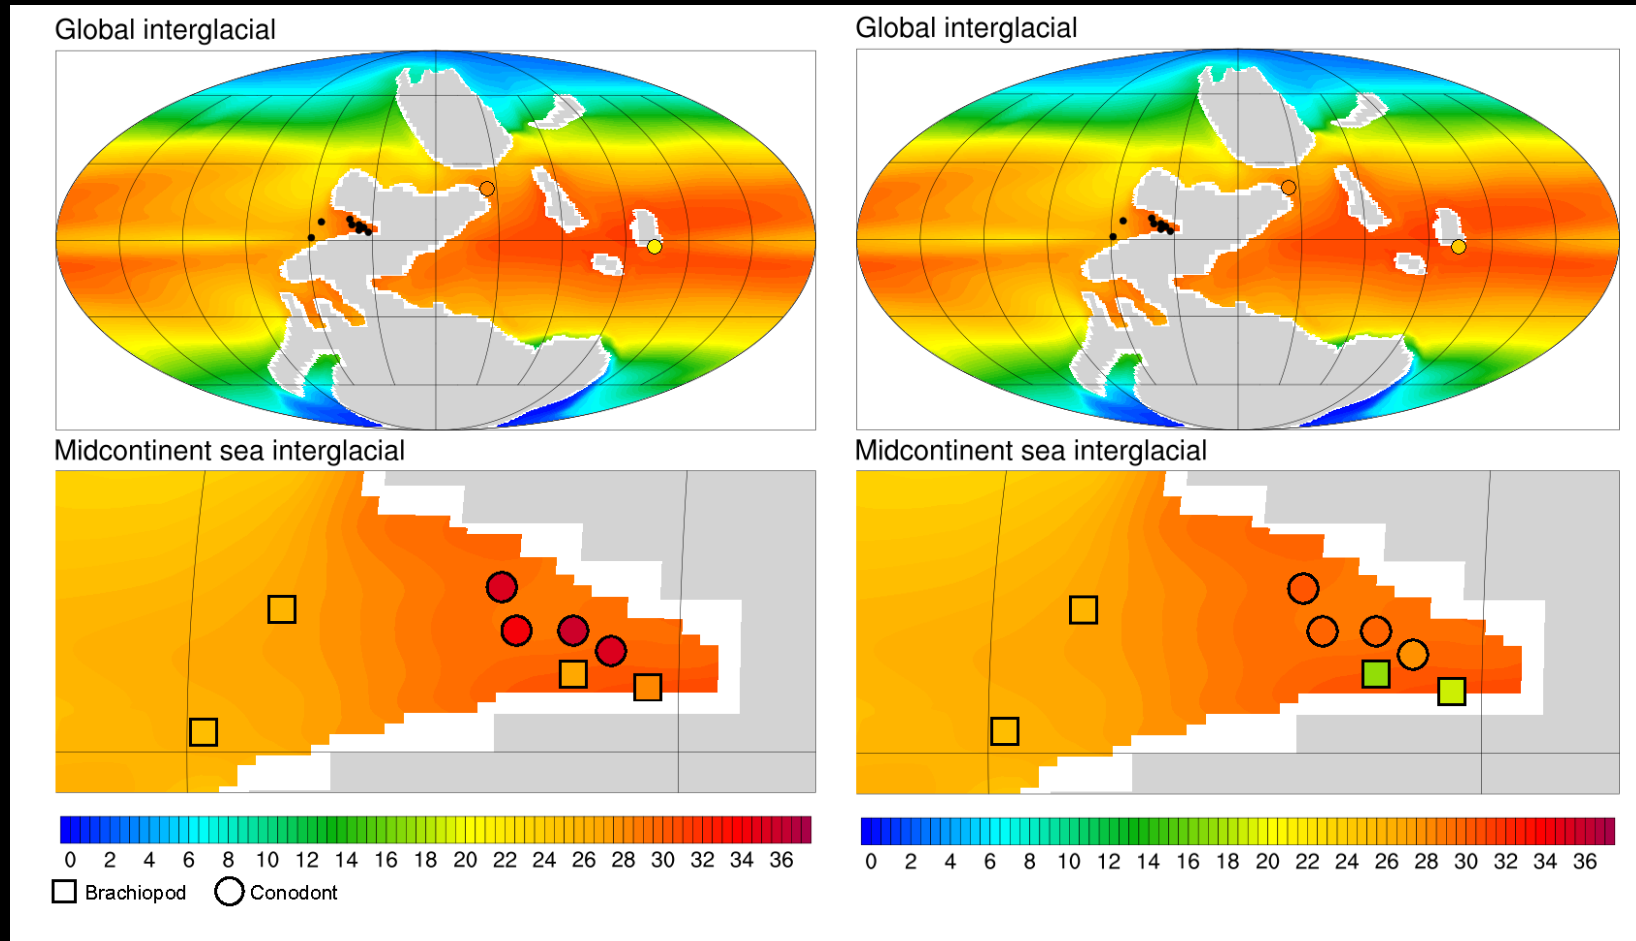 Global interglacial
Global interglacial
Midcontinent sea interglacial
Midcontinent sea interglacial
0 2 4 6 8 10 12 14 16 18 20 22 24 26 28 30 32 34 36
0 2 4 6 8 10 12 14 16 18 20 22 24 26 28 30 32 34 36
Brachiopod Conodont